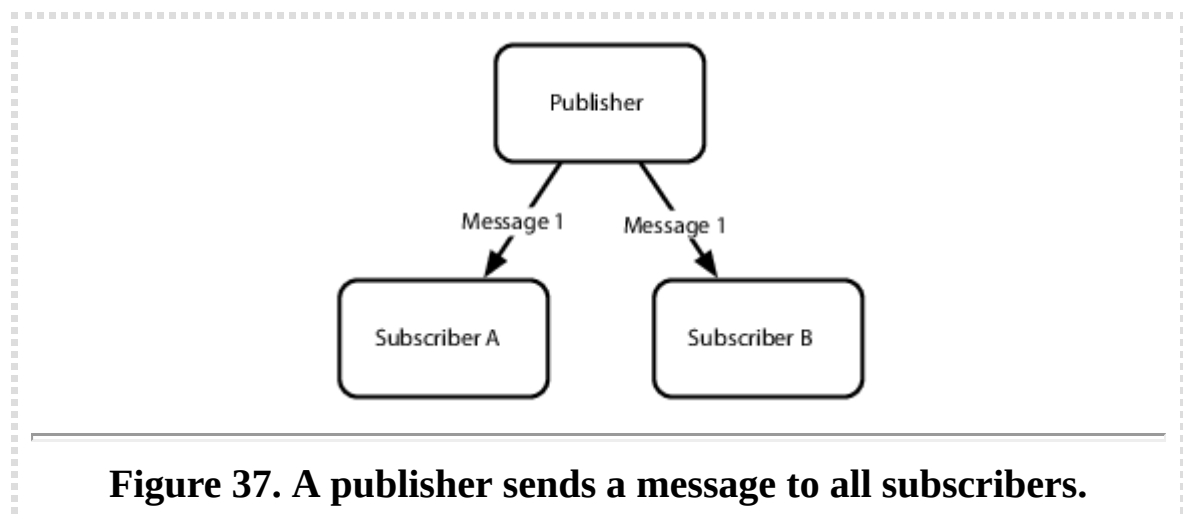 Publisher
Message 1
Message 1
Subscriber A
Subscriber B
Figure 37. A publisher sends a message to all subscribers.